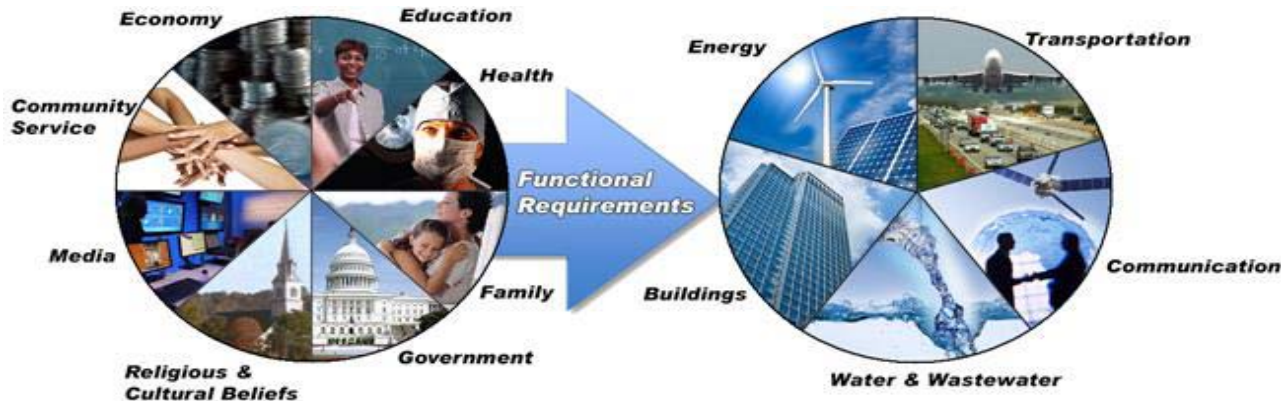 Economy
Education
Health
Community
Service
Media
Religious &
Cultural Beliefs
Government
Family
Functional
Requirements
Energy
Transportation
Buildings
Communication
Water & Wastewater